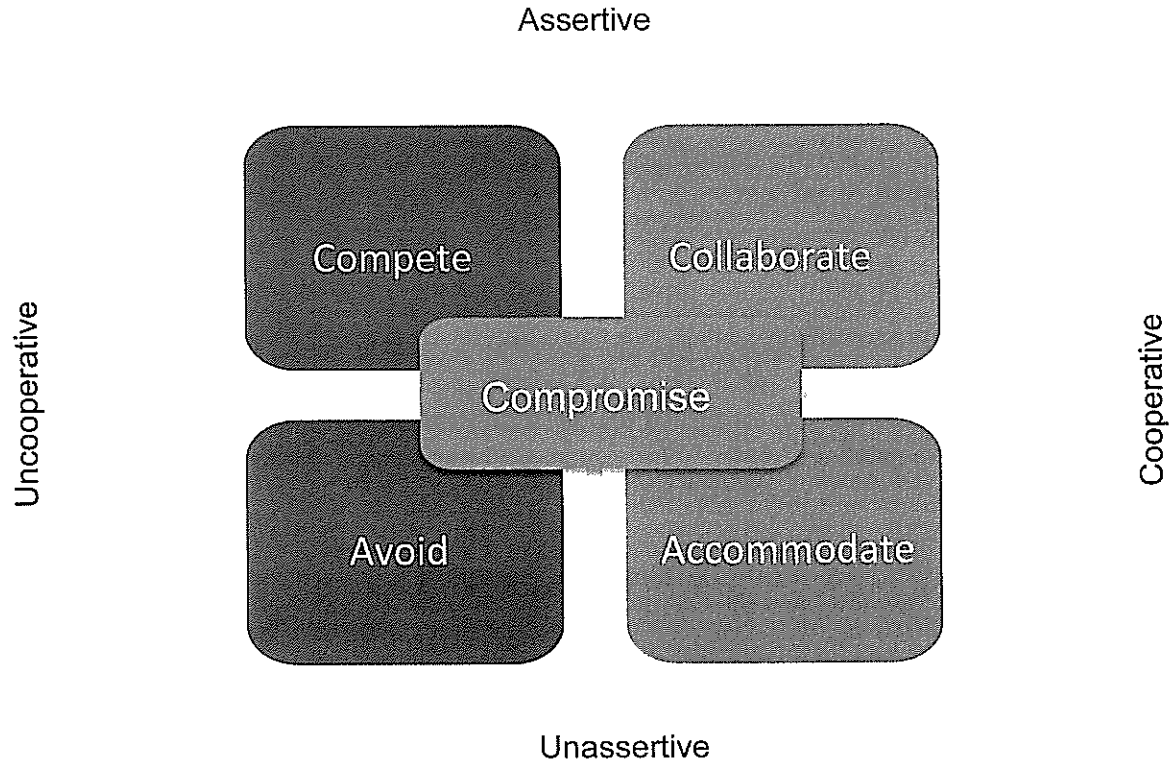 Assertive
Compete
Collaborate
Uncooperative
Compromise
Cooperative
Avoid
Accommodate
Unassertive